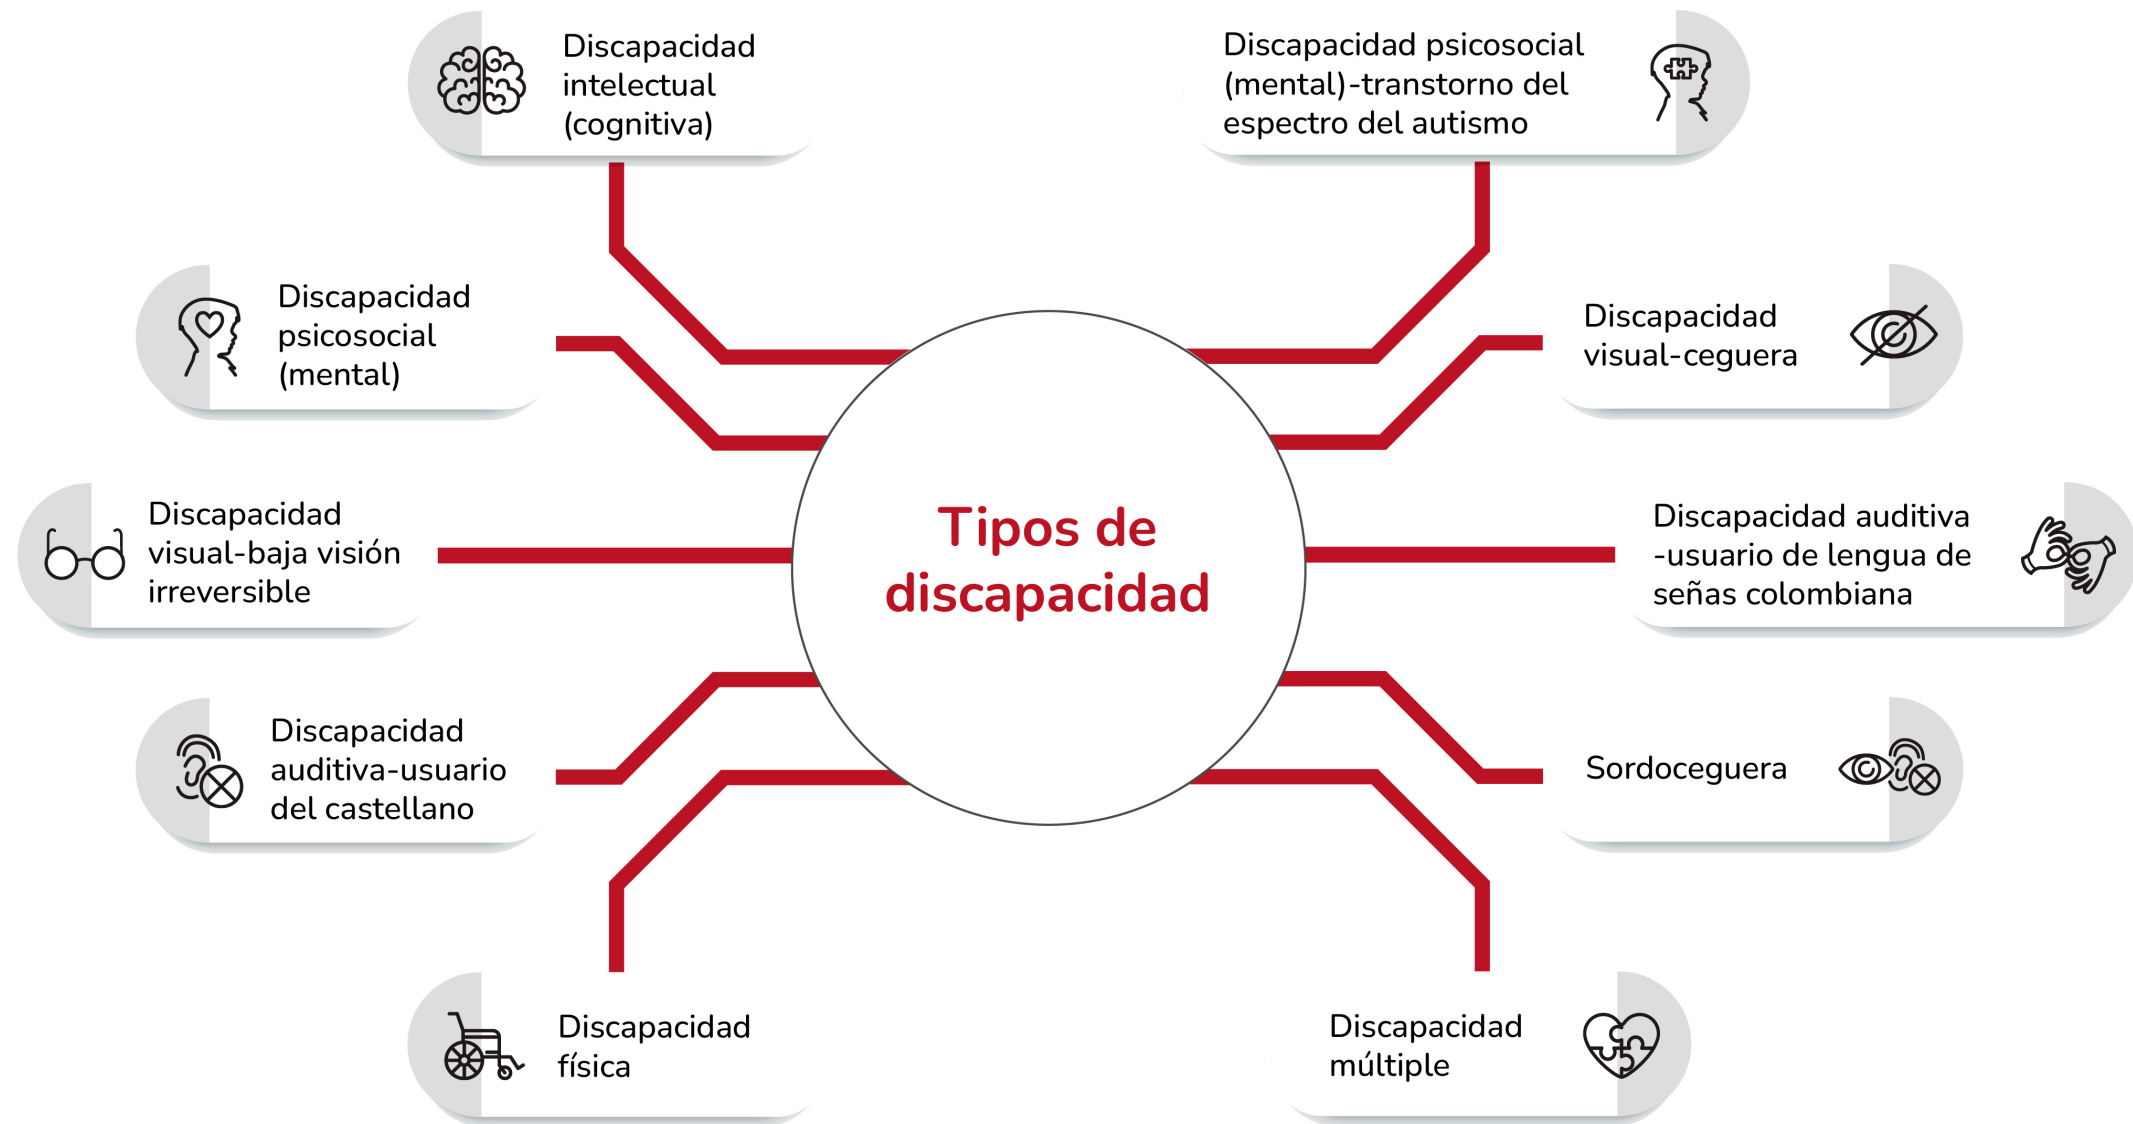 Discapacidad
intelectual
(cognitiva)
Discapacidad psicosocial
(mental)-transtorno del
espectro del autismo
Discapacidad
psicosocial
(mental)
Discapacidad
visual-ceguera
Discapacidad
visual-baja visión
irreversible
Tipos de
discapacidad
Discapacidad auditiva
-usuario de lengua de
señas colombiana
Discapacidad
auditiva-usuario
del castellano
Sordoceguera
Discapacidad
física
Discapacidad
múltiple